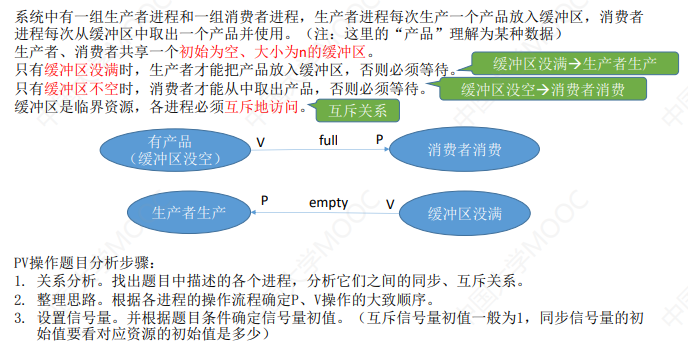 系统中有一组生产者进程和一组消费者进程，生产者进程每次生产一个产品放入缓冲区，消费者
进程每次从缓冲区中取出一个产品并使用。（注：这里的“产品”理解为某种数据）
生产者、消费者共享一个初始为空、大小为n的缓冲区。
只有缓冲区没满时，生产者才能把产品放入缓冲区，否则必须等待。 缓冲区没满→生产者生产
只有缓冲区不空时，消费者才能从中取出产品，否则必须等待。 缓冲区没空→消费者消费
缓冲区是临界资源，各进程必须互斥地访问。 互斥关系
有产品
（缓冲区没空）
V full P
消费者消费
生产者生产
P empty V
缓冲区没满
PV操作题目分析步骤：
1. 关系分析。找出题目中描述的各个进程，分析它们之间的同步、互斥关系。
2. 整理思路。根据各进程的操作流程确定P、V操作的大致顺序。
3. 设置信号量。并根据题目条件确定信号量初值。（互斥信号量初值一般为1，同步信号量的初
始值要看对应资源的初始值是多少）